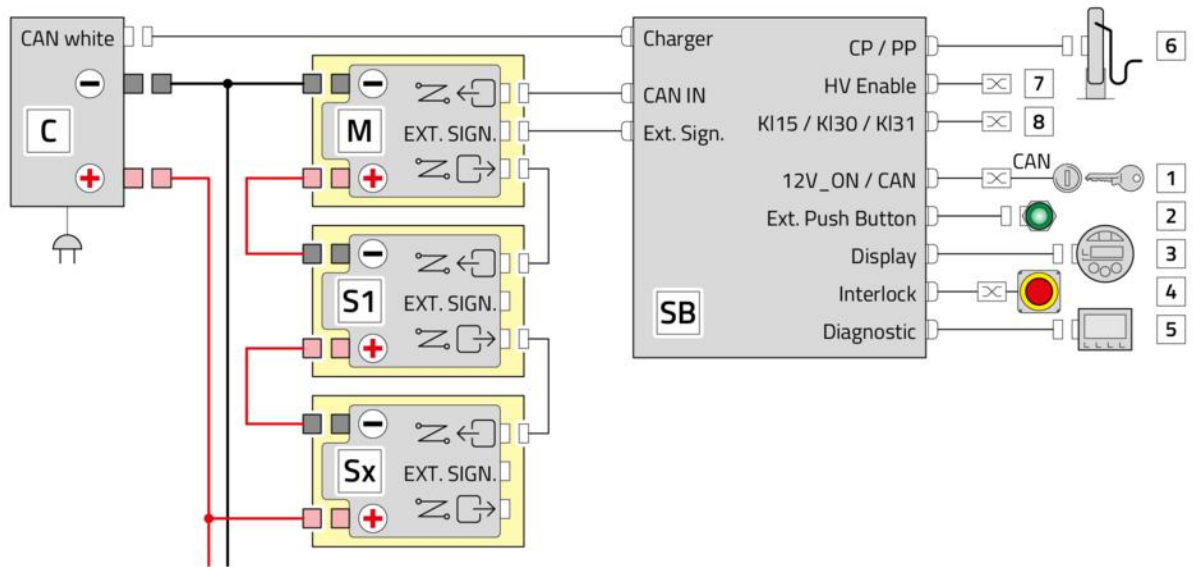 CAN white
C
M
EXT. SIGN.
S1
EXT. SIGN.
Sx
EXT. SIGN.
Charger
CAN IN
Ext. Sign.
SB
CP / PP
6
HV Enable
7
Kl15 / Kl30 / Kl31
8
12V_ON / CAN
CAN
1
Ext. Push Button
2
Display
3
Interlock
4
Diagnostic
5